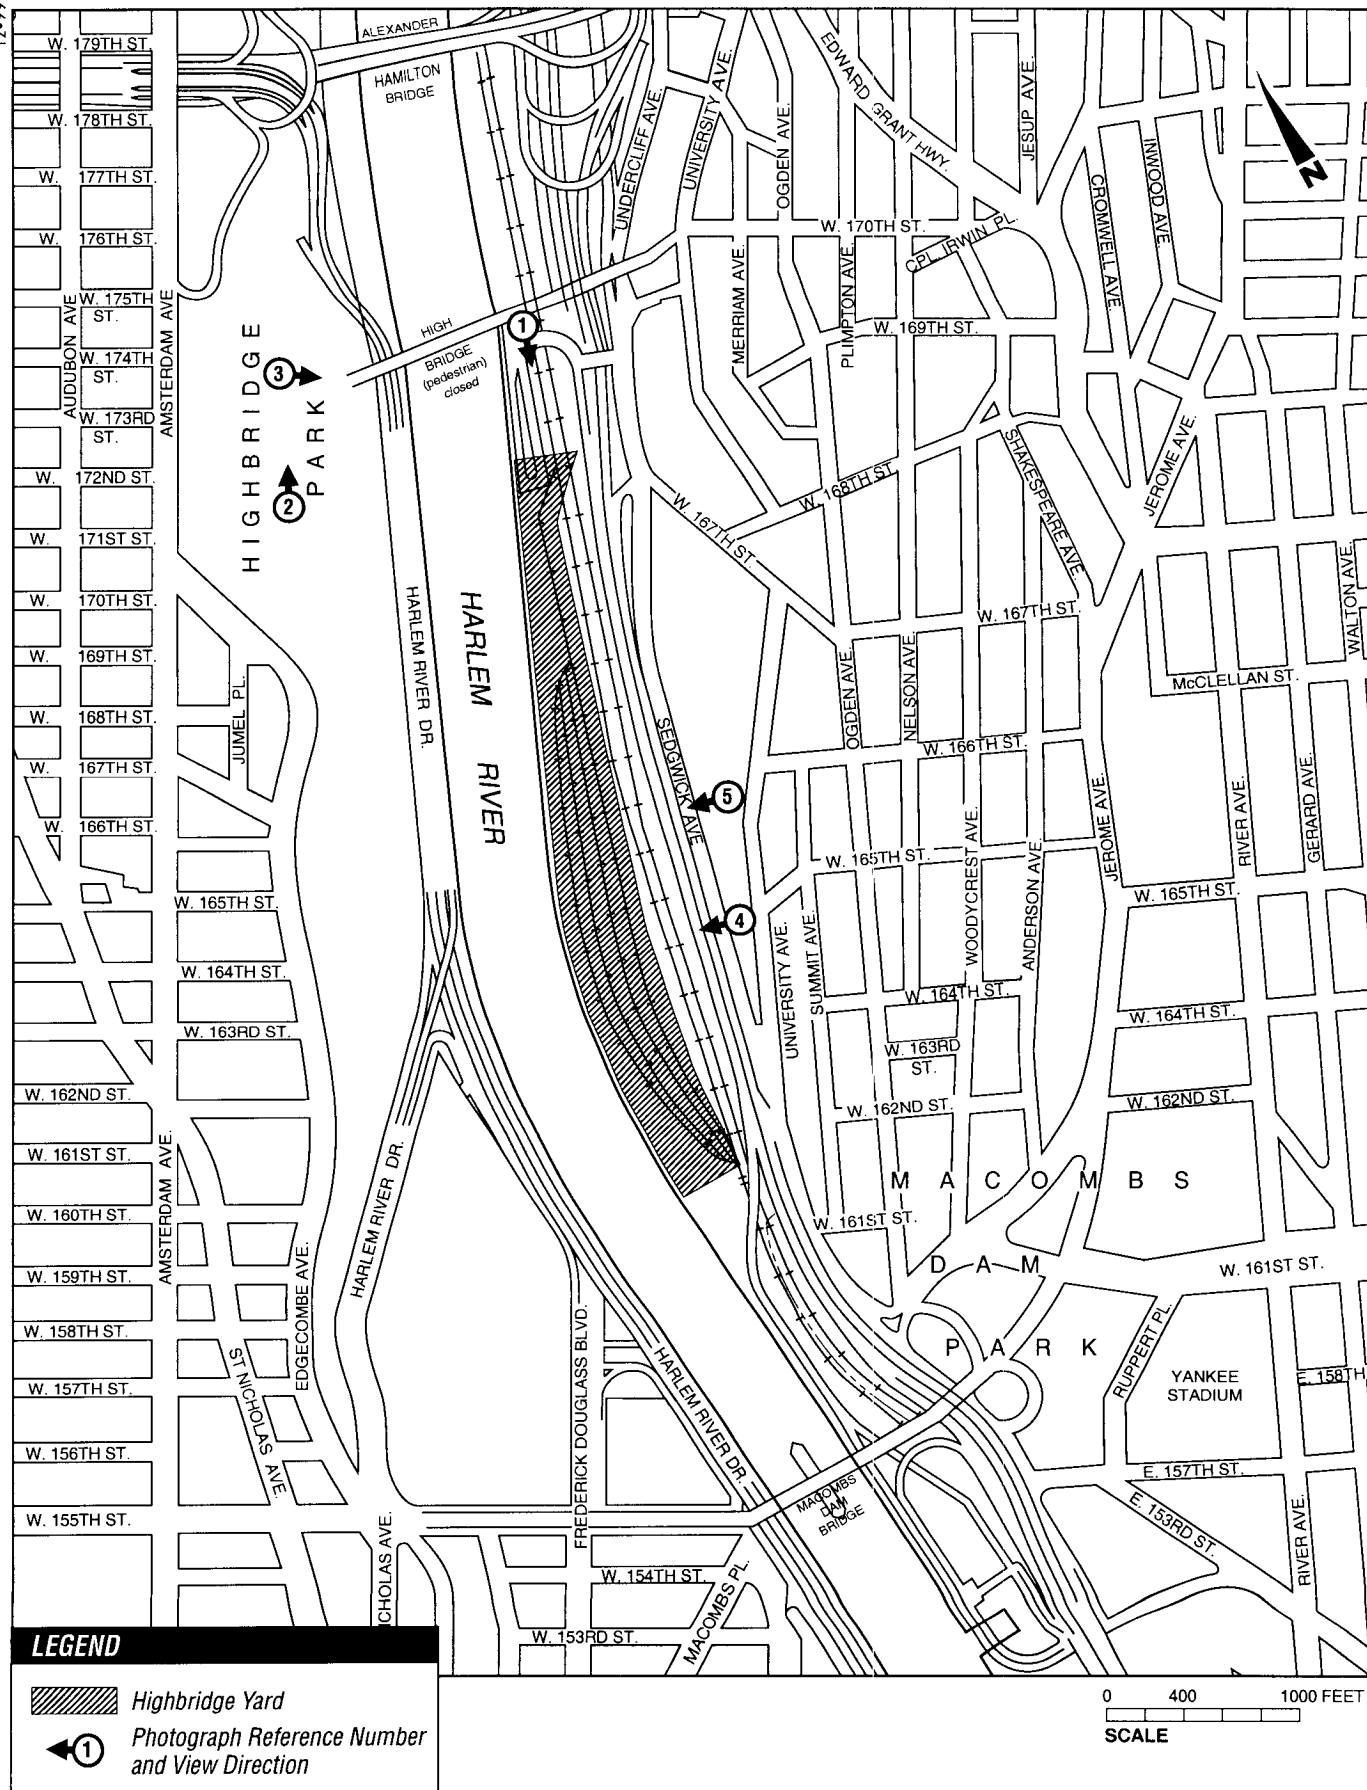 12•99
W. 179TH ST.
ALEXANDER
HAMILTON
BRIDGE
W. 178TH ST.
W. 177TH ST.
W. 176TH ST.
W. 175TH
ST.
W. 174TH
ST.
W. 173RD
ST.
W. 172ND ST.
W. 171ST ST.
W. 170TH ST.
W. 169TH ST.
W. 168TH ST.
W. 167TH ST.
W. 166TH ST.
AUDUBON AVE
AMSTERDAM AVE
HIGHBRIDGE
PARK
3
2
HIGH
BRIDGE
(pedestrian)
closed
1
UNDERCLIFF AVE.
UNIVERSITY AVE.
OGDEN AVE.
EDWARD GRANT HWY.
JESUP AVE.
CROMWELL AVE.
INWOOD AVE.
N
W. 170TH ST.
CPL. IRWIN PL.
MERRIAM AVE.
PLIMPTON AVE.
W. 169TH ST.
W. 168TH ST.
W. 167TH ST.
SHAKESPEARE AVE.
JEROME AVE.
WALTON AVE.
W. 167TH ST.
McCLELLAN ST.
HARLEM RIVER DR.
HARLEM RIVER
JUMEL PL.
SEDGWICK AVE
5
4
OGDEN AVE.
NELSON AVE.
W. 166TH ST.
W. 165TH ST.
WOODYCREST AVE.
ANDERSON AVE.
JEROME AVE.
RIVER AVE.
GERARD AVE.
W. 165TH ST.
UNIVERSITY AVE.
SUMMIT AVE.
W. 164TH ST.
W. 164TH ST.
W. 163RD
ST.
W. 162ND ST.
W. 162ND ST.
W. 165TH ST.
W. 164TH ST.
W. 163RD ST.
W. 162ND ST.
W. 161ST ST.
W. 160TH ST.
W. 159TH ST.
W. 158TH ST.
W. 157TH ST.
W. 156TH ST.
W. 155TH ST.
AMSTERDAM AVE.
EDGECOMBE AVE.
ST NICHOLAS AVE.
HARLEM RIVER DR.
FREDERICK DOUGLASS BLVD.
HARLEM RIVER DR.
MACOMBS
DAM
PARK
W. 161ST ST.
W. 161ST ST.
RUPPERT PL.
YANKEE
STADIUM
E. 158TH
E. 157TH ST.
E. 153RD ST.
RIVER AVE.
MACOMBS
DAM
BRIDGE
CHOLAS AVE.
W. 154TH ST.
MACOMBS PL.
W. 153RD ST.
LEGEND
Highbridge Yard
1 Photograph Reference Number
and View Direction
0 400 1000 FEET
SCALE